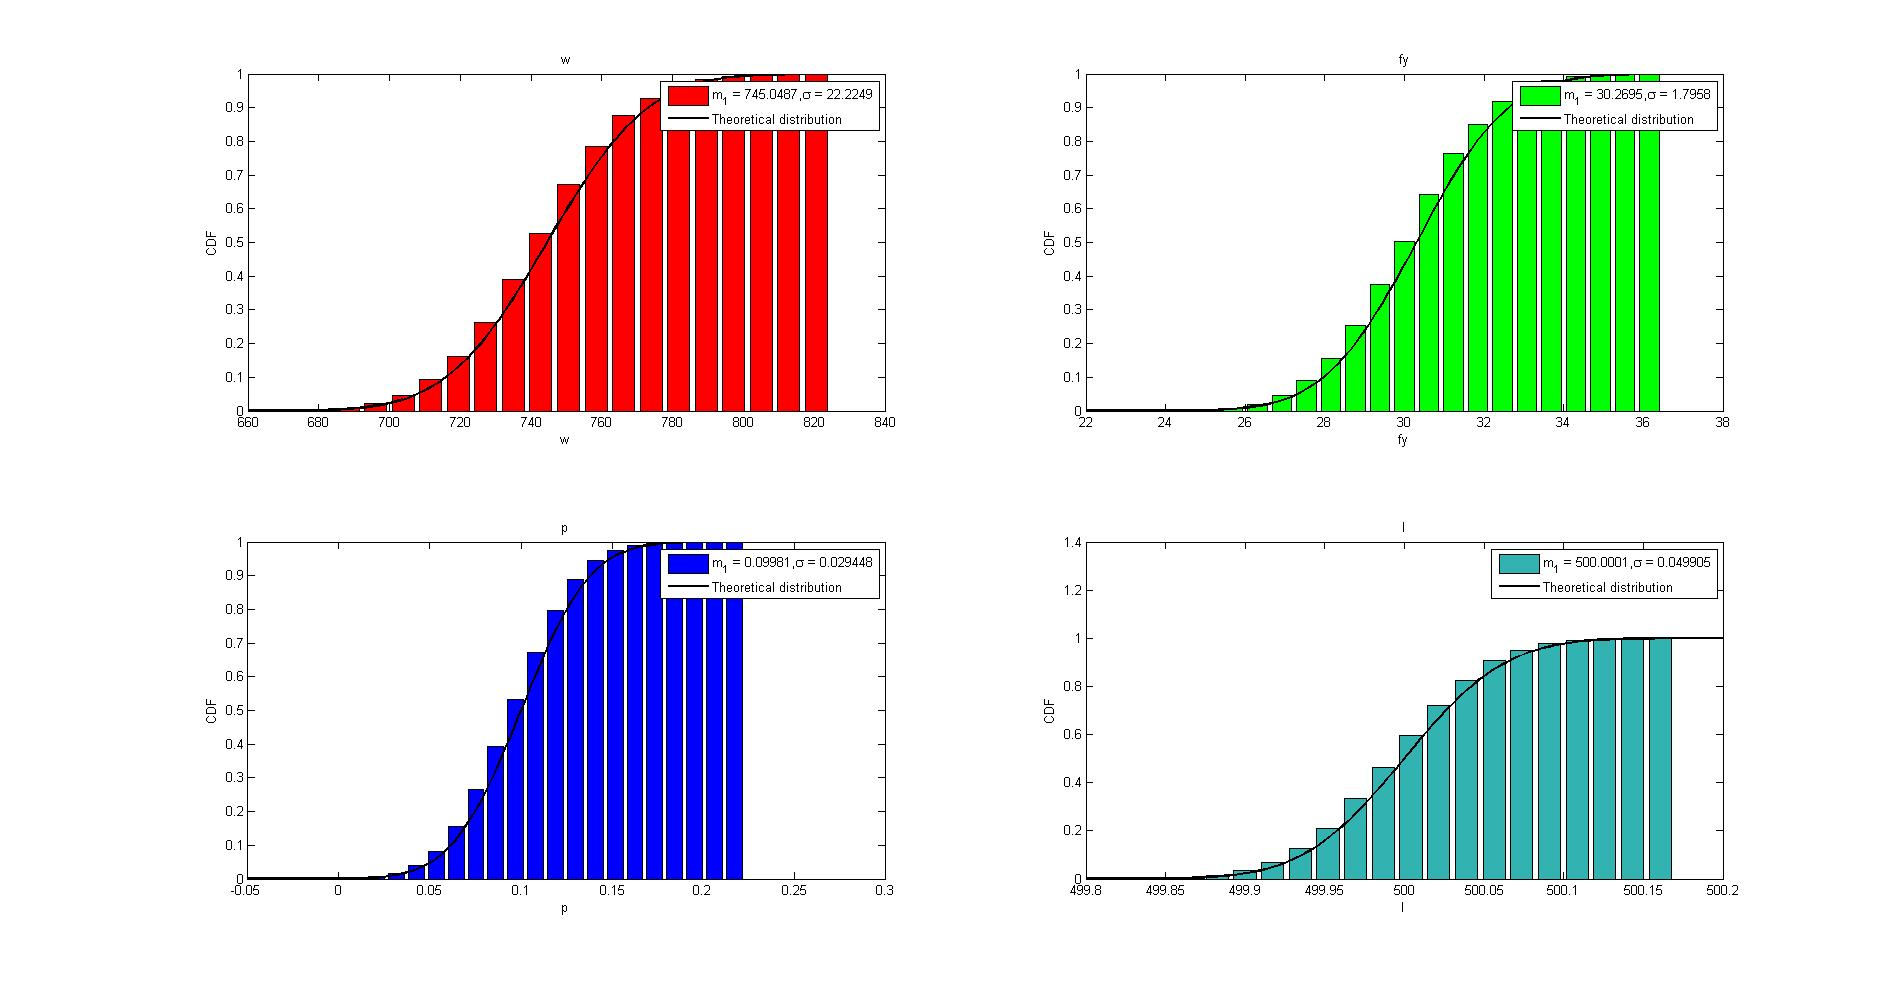 w
m1 = 745.0487,σ = 22.2249
Theoretical distribution
CDF
1
0.9
0.8
0.7
0.6
0.5
0.4
0.3
0.2
0.1
0
660 680 700 720 740 760 780 800 820 840
w
fy
m1 = 30.2695,σ = 1.7958
Theoretical distribution
CDF
1
0.9
0.8
0.7
0.6
0.5
0.4
0.3
0.2
0.1
0
22 24 26 28 30 32 34 36 38
fy
p
m1 = 0.09981,σ = 0.029448
Theoretical distribution
CDF
1
0.9
0.8
0.7
0.6
0.5
0.4
0.3
0.2
0.1
0
-0.05 0 0.05 0.1 0.15 0.2 0.25 0.3
p
l
m1 = 500.0001,σ = 0.049905
Theoretical distribution
CDF
1.4
1.2
1
0.8
0.6
0.4
0.2
0
499.8 499.85 499.9 499.95 500 500.05 500.1 500.15 500.2
l